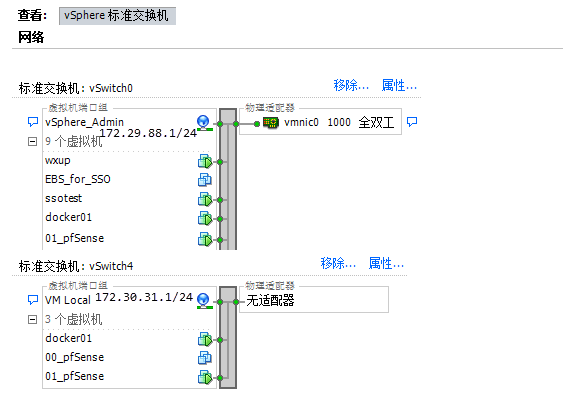 查看: vSphere 标准交换机
网络
标准交换机: vSwitch0 移除... 属性...
虚拟机端口组 物理适配器
vSphere_Admin vmnic0 1000 全双工
172.29.88.1/24
9 个虚拟机
wxup
EBS_for_SSO
ssotest
docker01
01_pfSense
标准交换机: vSwitch4 移除... 属性...
虚拟机端口组 物理适配器
VM Local 172.30.31.1/24 无适配器
3 个虚拟机
docker01
00_pfSense
01_pfSense